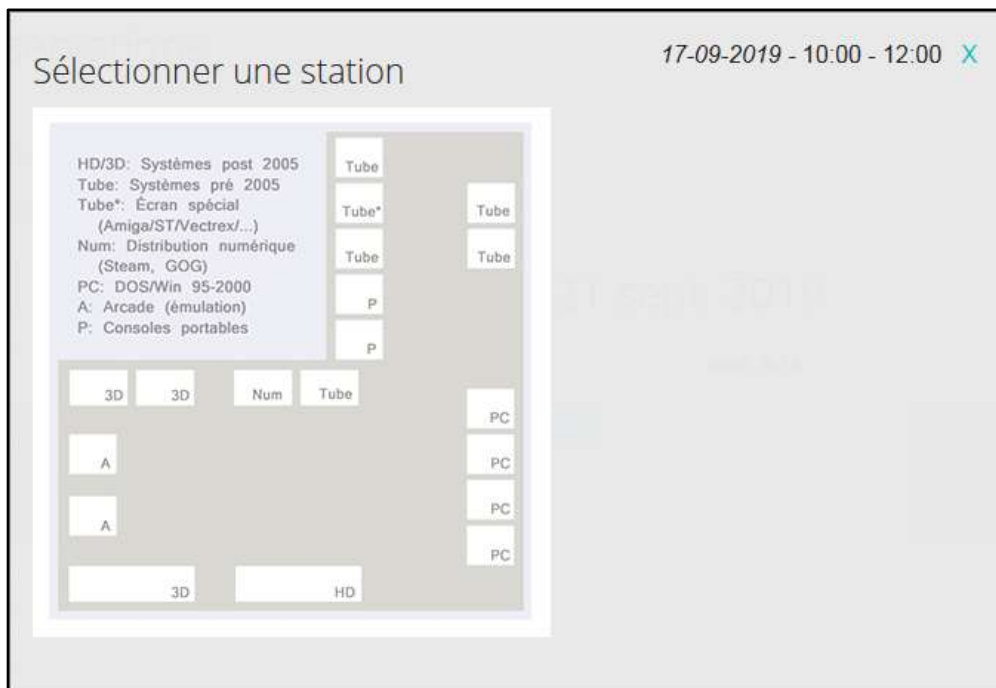 Sélectionner une station
17-09-2019 - 10:00 - 12:00 X
HD/3D: Systèmes post 2005
Tube: Systèmes pré 2005
Tube*: Écran spécial
(Amiga/ST/Vectrex/...)
Num: Distribution numérique
(Steam, GOG)
PC: DOS/Win 95-2000
A: Arcade (émulation)
P: Consoles portables
Tube
Tube* Tube
Tube Tube
P
P
3D 3D Num Tube
PC
A PC
PC
A
PC
3D HD